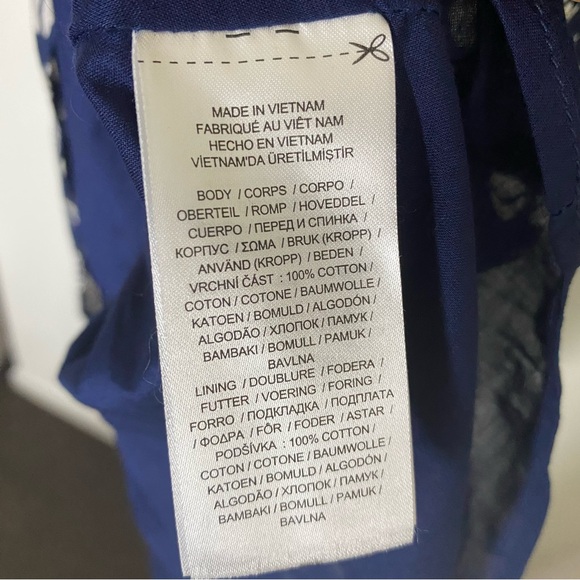 MADE IN VIETNAM
FABRIQUÉ AU VIÊT NAM
HECHO EN VIETNAM
VİETNAM'DA ÜRETİLMİŞTİR
BODY / CORPS / CORPO /
OBERTEIL / ROMP / HOVEDDEL /
CUERPO / ПЕРЕД И СПИНКА /
КОРПУС / ΣΩΜΑ / BRUK (KROPP) /
ANVÄND (KROPP) / BEDEN /
VRCHNÍ ČÁST : 100% COTTON /
COTON / COTONE / BAUMWOLLE /
KATOEN / BOMULD / ALGODÓN /
ALGODÃO / ХЛОПОК / ПАМУК /
BAMBAKI / BOMULL / PAMUK /
BAVLNA
LINING / DOUBLURE / FODERA /
FUTTER / VOERING / FORING /
FORRO / ПОДКЛАДКА / ПОДПЛАТА
/ ΦΟΔΡΑ / FÔR / FODER / ASTAR /
PODŠÍVKA : 100% COTTON /
COTON / COTONE / BAUMWOLLE /
KATOEN / BOMULD / ALGODÓN /
ALGODÃO / ХЛОПОК / ПАМУК /
BAMBAKI / BOMULL / PAMUK /
BAVLNA